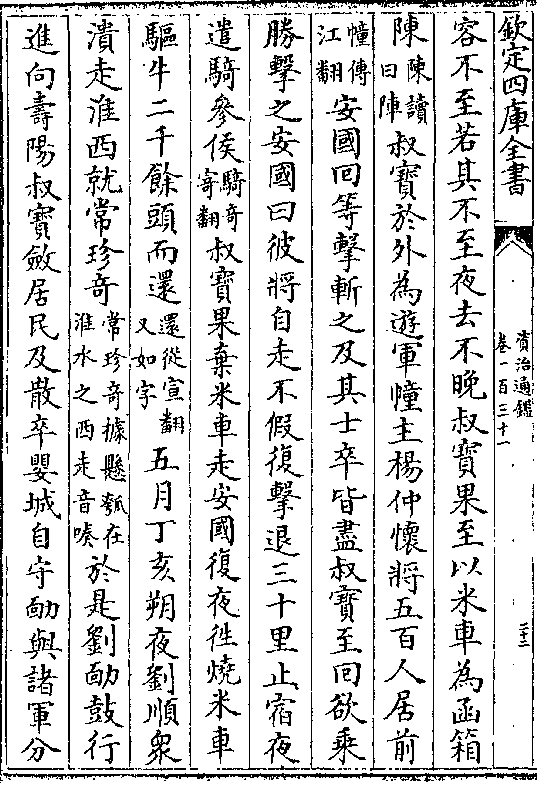 欽定四庫全書
資治通鑑
卷一百三十一
三十二
容不至若其不至夜去不晚叔寶果至以米車為函箱
陳陳讀曰陣叔寶於外為遊軍幢主楊仲懷將五百人居前
幢傳江翻安國回等擊斬之及其士卒皆盡叔寶至回欲乘
勝擊之安國曰彼將自走不假復擊退三十里止宿夜
遣騎參侯騎奇寄翻叔寶果棄米車走安國復夜徃燒米車
驅牛二千餘頭而還還從宣翻又如字五月丁亥朔夜劉順衆
潰走淮西就常珍奇常珍奇據懸瓠在淮水之西走音奏於是劉勔鼓行
進向壽陽叔寶斂居民及散卒嬰城自守勔與諸軍分